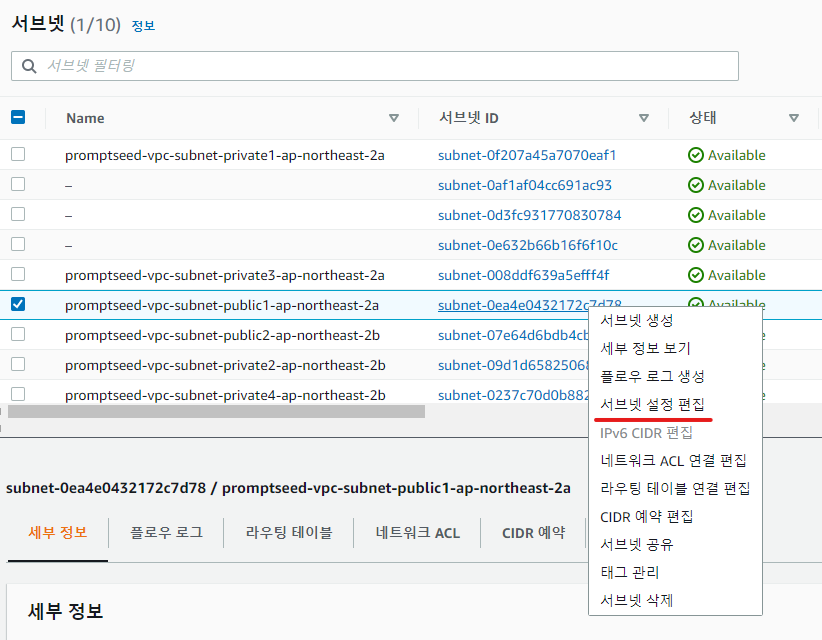 서브넷 (1/10) 정보
서브넷 필터링
Name 서브넷 ID 상태
promptseed-vpc-subnet-private1-ap-northeast-2a subnet-0f207a45a7070eaf1 Available
– subnet-0af1af04cc691ac93 Available
– subnet-0d3fc931770830784 Available
– subnet-0e632b66b16f6f10c Available
promptseed-vpc-subnet-private3-ap-northeast-2a subnet-008ddf639a5efff4f Available
promptseed-vpc-subnet-public1-ap-northeast-2a subnet-0ea4e0432172c7d78 Available
promptseed-vpc-subnet-public2-ap-northeast-2b subnet-07e64d6bdb4cb
promptseed-vpc-subnet-private2-ap-northeast-2b subnet-09d1d6582506
promptseed-vpc-subnet-private4-ap-northeast-2b subnet-0237c70d0b882
서브넷 생성
세부 정보 보기
플로우 로그 생성
서브넷 설정 편집
IPv6 CIDR 편집
네트워크 ACL 연결 편집
라우팅 테이블 연결 편집
CIDR 예약 편집
서브넷 공유
태그 관리
서브넷 삭제
subnet-0ea4e0432172c7d78 / promptseed-vpc-subnet-public1-ap-northeast-2a
세부 정보 플로우 로그 라우팅 테이블 네트워크 ACL CIDR 예약
세부 정보